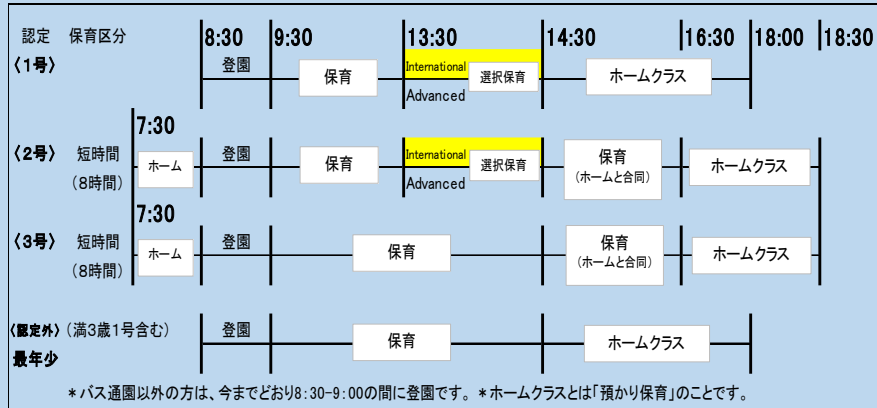 認定 保育区分 8:30 9:30 13:30 14:30 16:30 18:00 18:30
〈1号〉 登園 保育 International 選択保育 ホームクラス
Advanced
7:30
〈2号〉 短時間 ホーム 登園 保育 International 選択保育 保育 ホームクラス
(8時間) Advanced (ホームと合同)
7:30
〈3号〉 短時間 ホーム 登園 保育 保育 ホームクラス
(8時間) (ホームと合同)
〈認定外〉 (満3歳1号含む) 登園 保育 ホームクラス
最年少
*バス通園以外の方は、今までどおり8:30-9:00の間に登園です。 *ホームクラスとは「預かり保育」のことです。